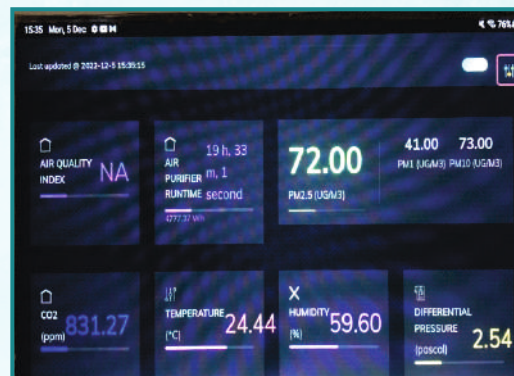 15:35 Mon, 5 Dec
76%
Last updated @ 2022-12-5 15:35:15
AIR QUALITY
INDEX
NA
AIR
PURIFIER
RUNTIME
19 h, 33
m, 1
second
72.00
PM2.5 (UG/M3)
41.00
PM1 (UG/M3)
73.00
PM10 (UG/M3)
CO2
(ppm)
831.27
TEMPERATURE
(°C)
24.44
HUMIDITY
(%)
59.60
DIFFERENTIAL
PRESSURE
(pascal)
2.54